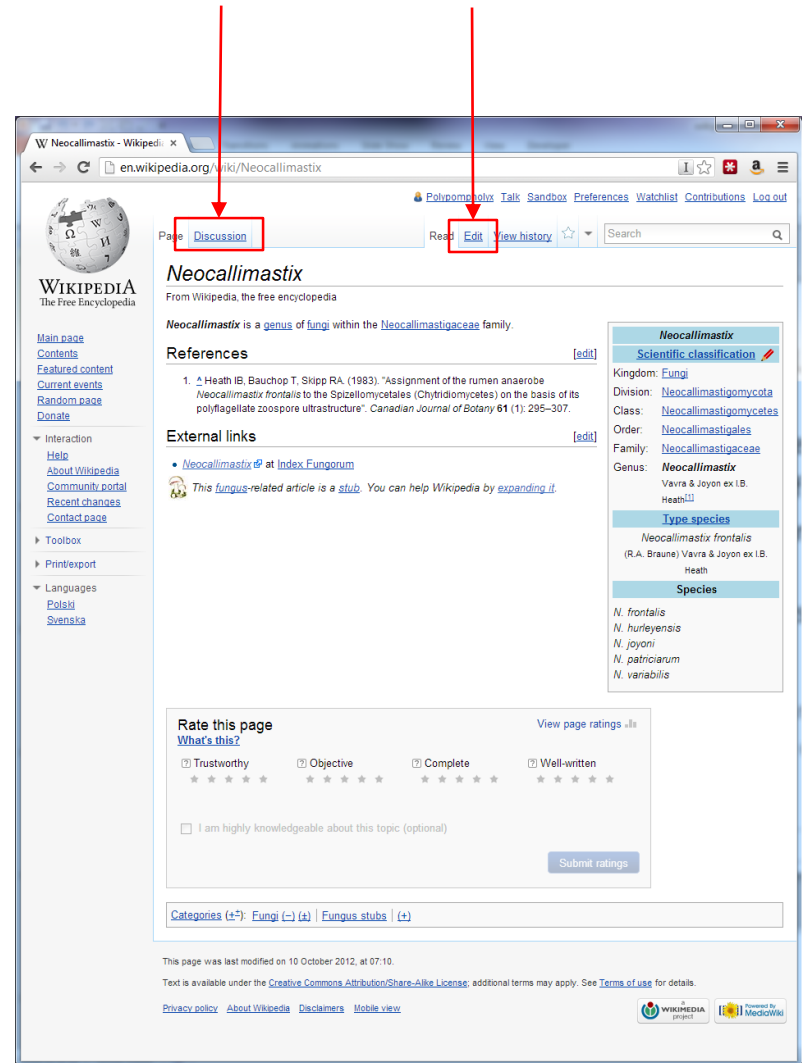 W Neocallimastix - Wikipedi
en.wikipedia.org/wiki/Neocallimastix
Polypompholyx Talk Sandbox Preferences Watchlist Contributions Log out
Page Discussion Read Edit View history Search
WIKIPEDIA
The Free Encyclopedia
Main page
Contents
Featured content
Current events
Random page
Donate
Interaction
Help
About Wikipedia
Community portal
Recent changes
Contact page
Toolbox
Print/export
Languages
Polski
Svenska
Neocallimastix
From Wikipedia, the free encyclopedia
Neocallimastix is a genus of fungi within the Neocallimastigaceae family.
References [edit]
1. ^ Heath IB, Bauchop T, Skipp RA. (1983). "Assignment of the rumen anaerobe
Neocallimastix frontalis to the Spizellomycetales (Chytridiomycetes) on the basis of its
polyflagellate zoospore ultrastructure". Canadian Journal of Botany 61 (1): 295–307.
External links [edit]
• Neocallimastix at Index Fungorum
This fungus-related article is a stub. You can help Wikipedia by expanding it.
Neocallimastix
Scientific classification
Kingdom: Fungi
Division: Neocallimastigomycota
Class: Neocallimastigomycetes
Order: Neocallimastigales
Family: Neocallimastigaceae
Genus: Neocallimastix
Vavra & Joyon ex I.B.
Heath[1]
Type species
Neocallimastix frontalis
(R.A. Braune) Vavra & Joyon ex I.B.
Heath
Species
N. frontalis
N. hurleyensis
N. joyoni
N. patriciarum
N. variabilis
Rate this page View page ratings
What's this?
? Trustworthy ? Objective ? Complete ? Well-written
I am highly knowledgeable about this topic (optional)
Submit ratings
Categories (++): Fungi (−) (±) | Fungus stubs | (+)
This page was last modified on 10 October 2012, at 07:10.
Text is available under the Creative Commons Attribution/Share-Alike License; additional terms may apply. See Terms of use for details.
Privacy policy About Wikipedia Disclaimers Mobile view
a WIKIMEDIA project
Powered By MediaWiki